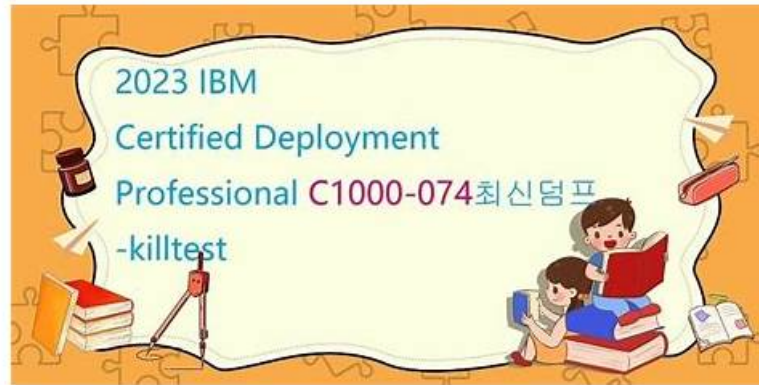 2023 IBM
Certified Deployment
Professional C1000-074최신덤프
-killtest